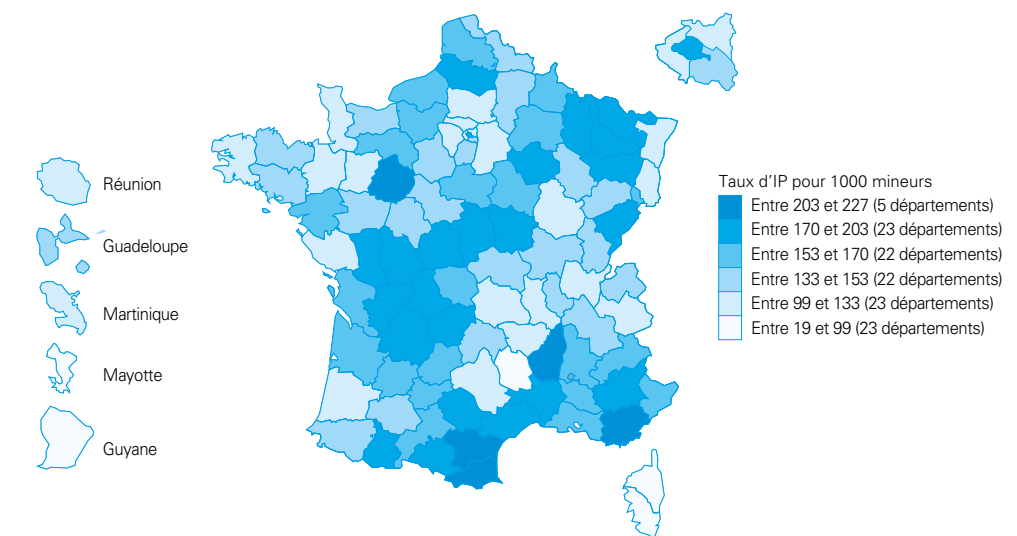 Réunion
Guadeloupe
Martinique
Mayotte
Guyane
Taux d’IP pour 1000 mineurs
Entre 203 et 227 (5 départements)
Entre 170 et 203 (23 départements)
Entre 153 et 170 (22 départements)
Entre 133 et 153 (22 départements)
Entre 99 et 133 (23 départements)
Entre 19 et 99 (23 départements)